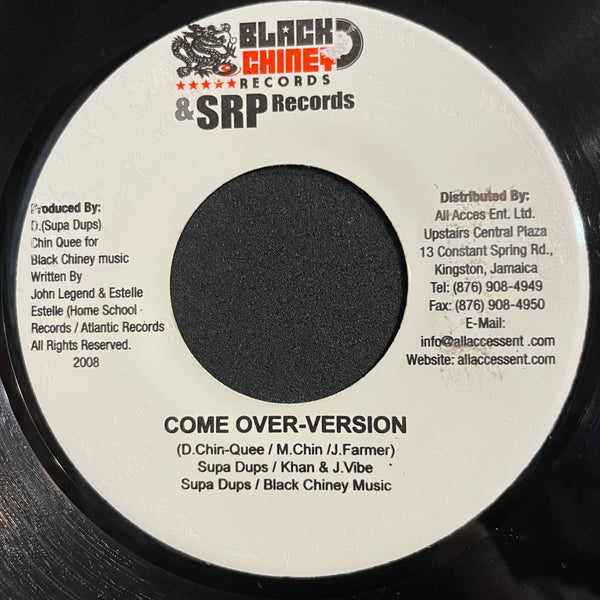 BLACK
CHINEY
RECORDS
& SRP Records
Produced By:
D.(Supa Dups)
Chin Quee for
Black Chiney music
Written By
John Legend & Estelle
Estelle (Home School
Records / Atlantic Records
All Rights Reserved.
2008
Distributed By:
All Acces Ent. Ltd.
Upstairs Central Plaza
13 Constant Spring Rd.,
Kingston, Jamaica
Tel: (876) 908-4949
Fax: (876) 908-4950
E-Mail:
info@allaccessent .com
Website: allaccessent.com
COME OVER-VERSION
(D.Chin-Quee / M.Chin /J.Farmer)
Supa Dups / Khan & J.Vibe
Supa Dups / Black Chiney Music